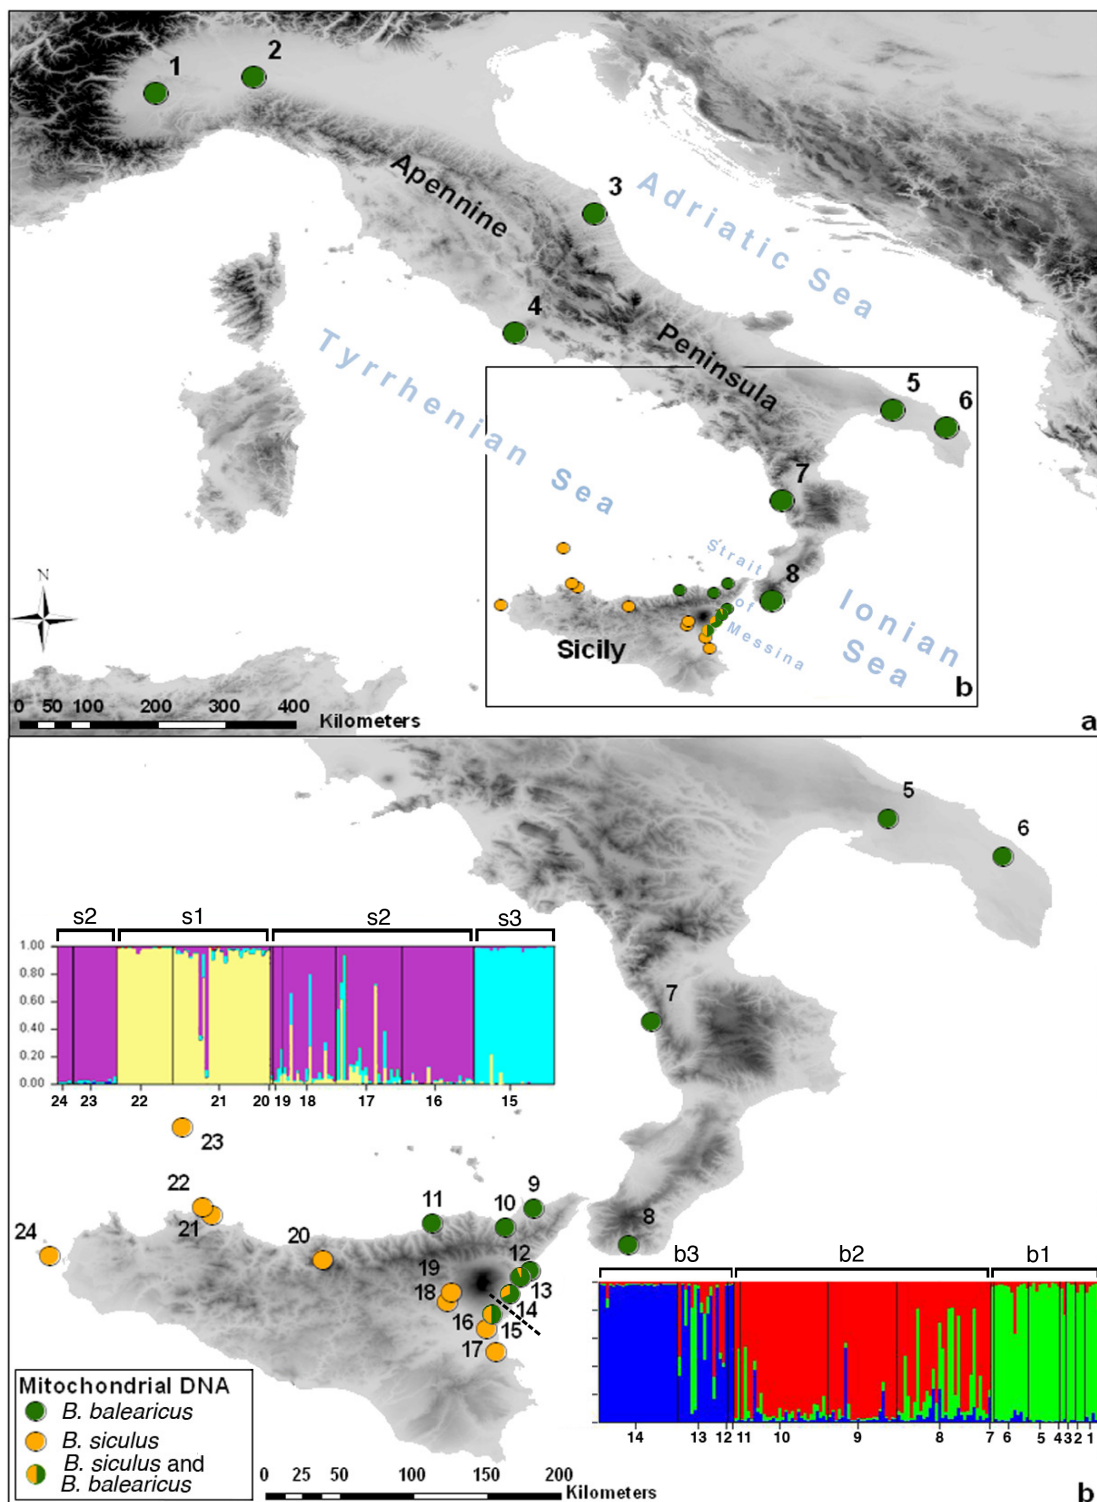 1
2
Apennine
3
Adriatic Sea
4
Tyrrhenian Sea
Peninsula
5
6
7
8
Strait
of
Messina
Ionian
Sea
N
Sicily
b
0 50 100 200 300 400
Kilometers
a
5
6
s2 s1 s2 s3
1.00
0.80
0.60
0.40
0.20
0.00
24 23 22 21 20 19 18 17 16 15
7
23
22
21
24
20
11
10
9
8
19
18
12
13
14
16
15
17
b3 b2 b1
14 13 12 11 10 9 8 7 6 5 4 3 2 1
Mitochondrial DNA
B. balearicus
B. siculus
B. siculus and
B. balearicus
0 25 50 100 150 200
Kilometers
b